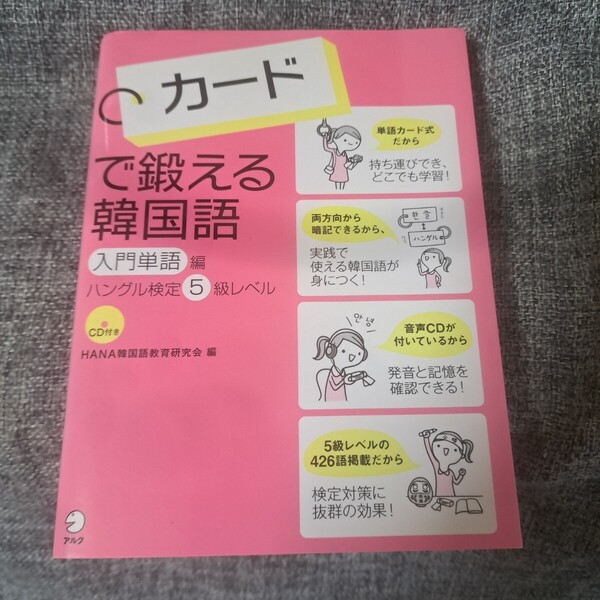 カード
で鍛える
韓国語
入門単語 編
ハングル検定 5 級レベル
CD付き
HANA韓国語教育研究会 編
アルク
単語カード式
だから
持ち運びでき、
どこでも学習！
両方向から
暗記できるから、
한글
ハングル
実践で
使える韓国語が
身につく！
안녕
音声CDが
付いているから
発音と記憶を
確認できる！
5級レベルの
426語掲載だから
検定対策に
抜群の効果！